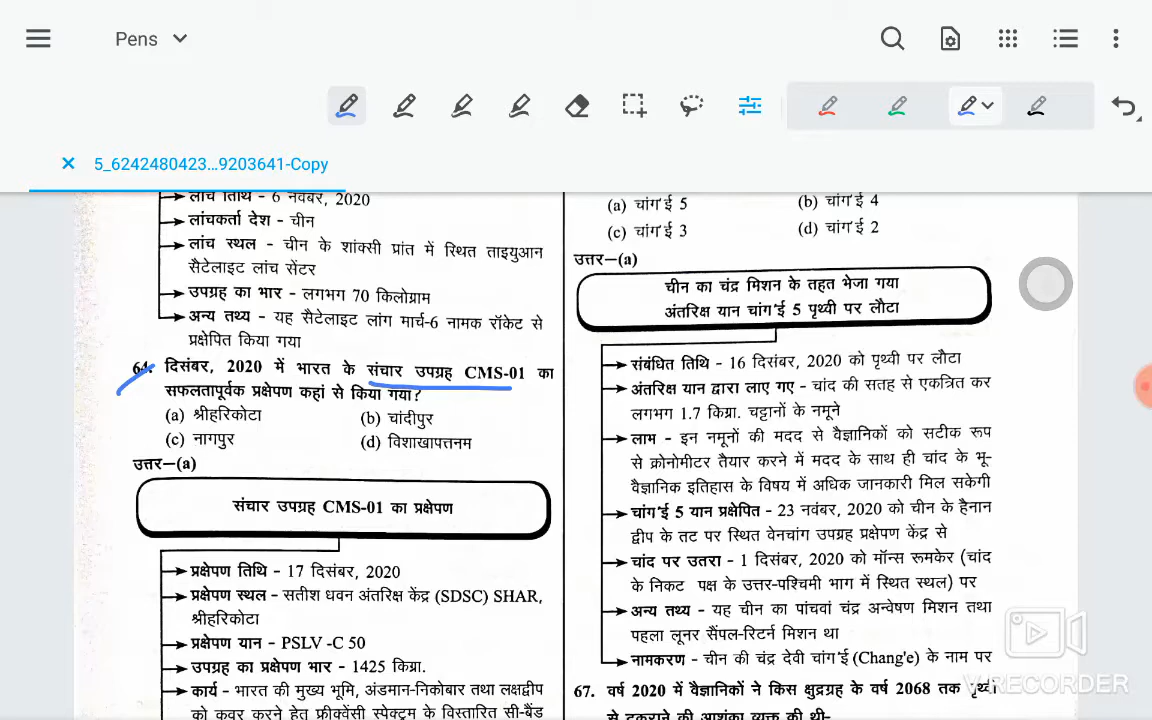 Pens
5_6242480423...9203641-Copy
लांच तिथि - 6 नवंबर, 2020
लांचकर्ता देश - चीन
लांच स्थल - चीन के शांक्सी प्रांत में स्थित ताइयुआन
सैटेलाइट लांच सेंटर
उपग्रह का भार - लगभग 70 किलोग्राम
अन्य तथ्य - यह सैटेलाइट लांग मार्च-6 नामक रॉकेट से
प्रक्षेपित किया गया
64. दिसंबर, 2020 में भारत के संचार उपग्रह CMS-01 का
सफलतापूर्वक प्रक्षेपण कहां से किया गया?
(a) श्रीहरिकोटा (b) चांदीपुर
(c) नागपुर (d) विशाखापत्तनम
उत्तर-(a)
संचार उपग्रह CMS-01 का प्रक्षेपण
प्रक्षेपण तिथि - 17 दिसंबर, 2020
प्रक्षेपण स्थल - सतीश धवन अंतरिक्ष केंद्र (SDSC) SHAR,
श्रीहरिकोटा
प्रक्षेपण यान - PSLV -C 50
उपग्रह का प्रक्षेपण भार - 1425 किग्रा.
कार्य - भारत की मुख्य भूमि, अंडमान-निकोबार तथा लक्षद्वीप
को कवर करने हेतु फ्रीक्वेंसी स्पेक्ट्रम के विस्तारित सी-बैंड
(a) चांग'ई 5 (b) चांग'ई 4
(c) चांग'ई 3 (d) चांग'ई 2
उत्तर-(a)
चीन का चंद्र मिशन के तहत भेजा गया
अंतरिक्ष यान चांग'ई 5 पृथ्वी पर लौटा
संबंधित तिथि - 16 दिसंबर, 2020 को पृथ्वी पर लौटा
अंतरिक्ष यान द्वारा लाए गए - चांद की सतह से एकत्रित कर
लगभग 1.7 किग्रा. चट्टानों के नमूने
लाभ - इन नमूनों की मदद से वैज्ञानिकों को सटीक रूप
से क्रोनोमीटर तैयार करने में मदद के साथ ही चांद के भू-
वैज्ञानिक इतिहास के विषय में अधिक जानकारी मिल सकेगी
चांग'ई 5 यान प्रक्षेपित - 23 नवंबर, 2020 को चीन के हैनान
द्वीप के तट पर स्थित वेनचांग उपग्रह प्रक्षेपण केंद्र से
चांद पर उतरा - 1 दिसंबर, 2020 को मॉन्स रूमकेर (चांद
के निकट पक्ष के उत्तर-पश्चिमी भाग में स्थित स्थल) पर
अन्य तथ्य - यह चीन का पांचवां चंद्र अन्वेषण मिशन तथा
पहला लूनर सैंपल-रिटर्न मिशन था
नामकरण - चीन की चंद्र देवी चांग'ई (Chang'e) के नाम पर
67. वर्ष 2020 में वैज्ञानिकों ने किस क्षुद्रग्रह के वर्ष 2068 तक पृथ्वी
से टकराने की आशंका व्यक्त की थी-
V RECORDER